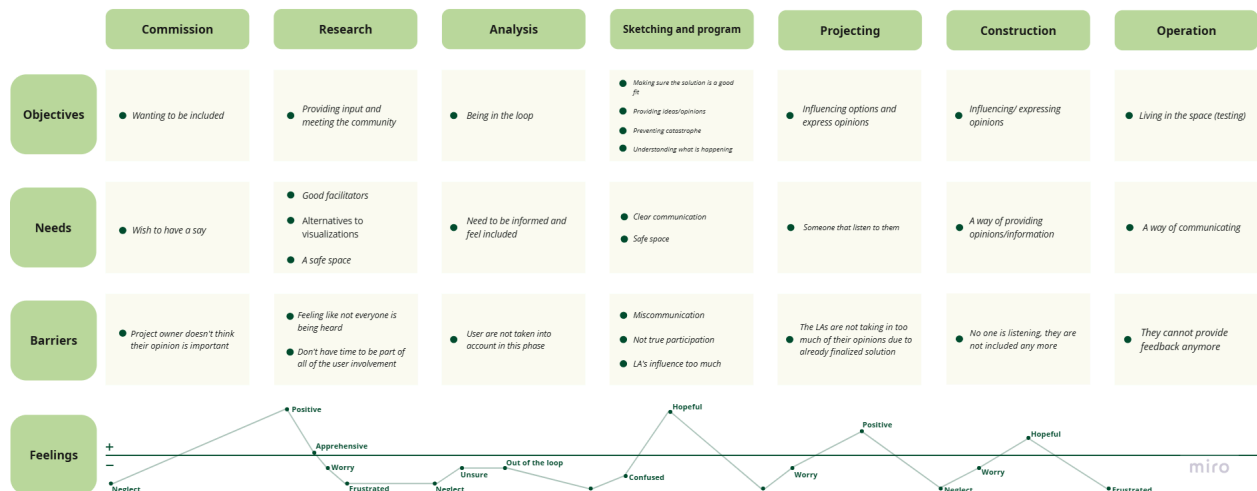 Commission
Research
Analysis
Sketching and program
Projecting
Construction
Operation
Objectives
Wanting to be included
Providing input and
meeting the community
Being in the loop
Making sure the solution is a good
fit
Providing ideas/opinions
Preventing catastrophe
Understanding what is happening
Influencing options and
express opinions
Influencing/ expressing
opinions
Living in the space (testing)
Needs
Wish to have a say
Good facilitators
Alternatives to
visualizations
A safe space
Need to be informed and
feel included
Clear communication
Safe space
Someone that listen to them
A way of providing
opinions/information
A way of communicating
Barriers
Project owner doesn't think
their opinion is important
Feeling like not everyone is
being heard
Don't have time to be part of
all of the user involvement
User are not taken into
account in this phase
Miscommunication
Not true participation
LA's influence too much
The LAs are not taking in too
much of their opinions due to
already finalized solution
No one is listening, they are
not included any more
They cannot provide
feedback anymore
Feelings
+
−
Neglect
Positive
Apprehensive
Worry
Frustrated
Neglect
Unsure
Out of the loop
Confused
Hopeful
Worry
Positive
Neglect
Worry
Hopeful
Frustrated
miro